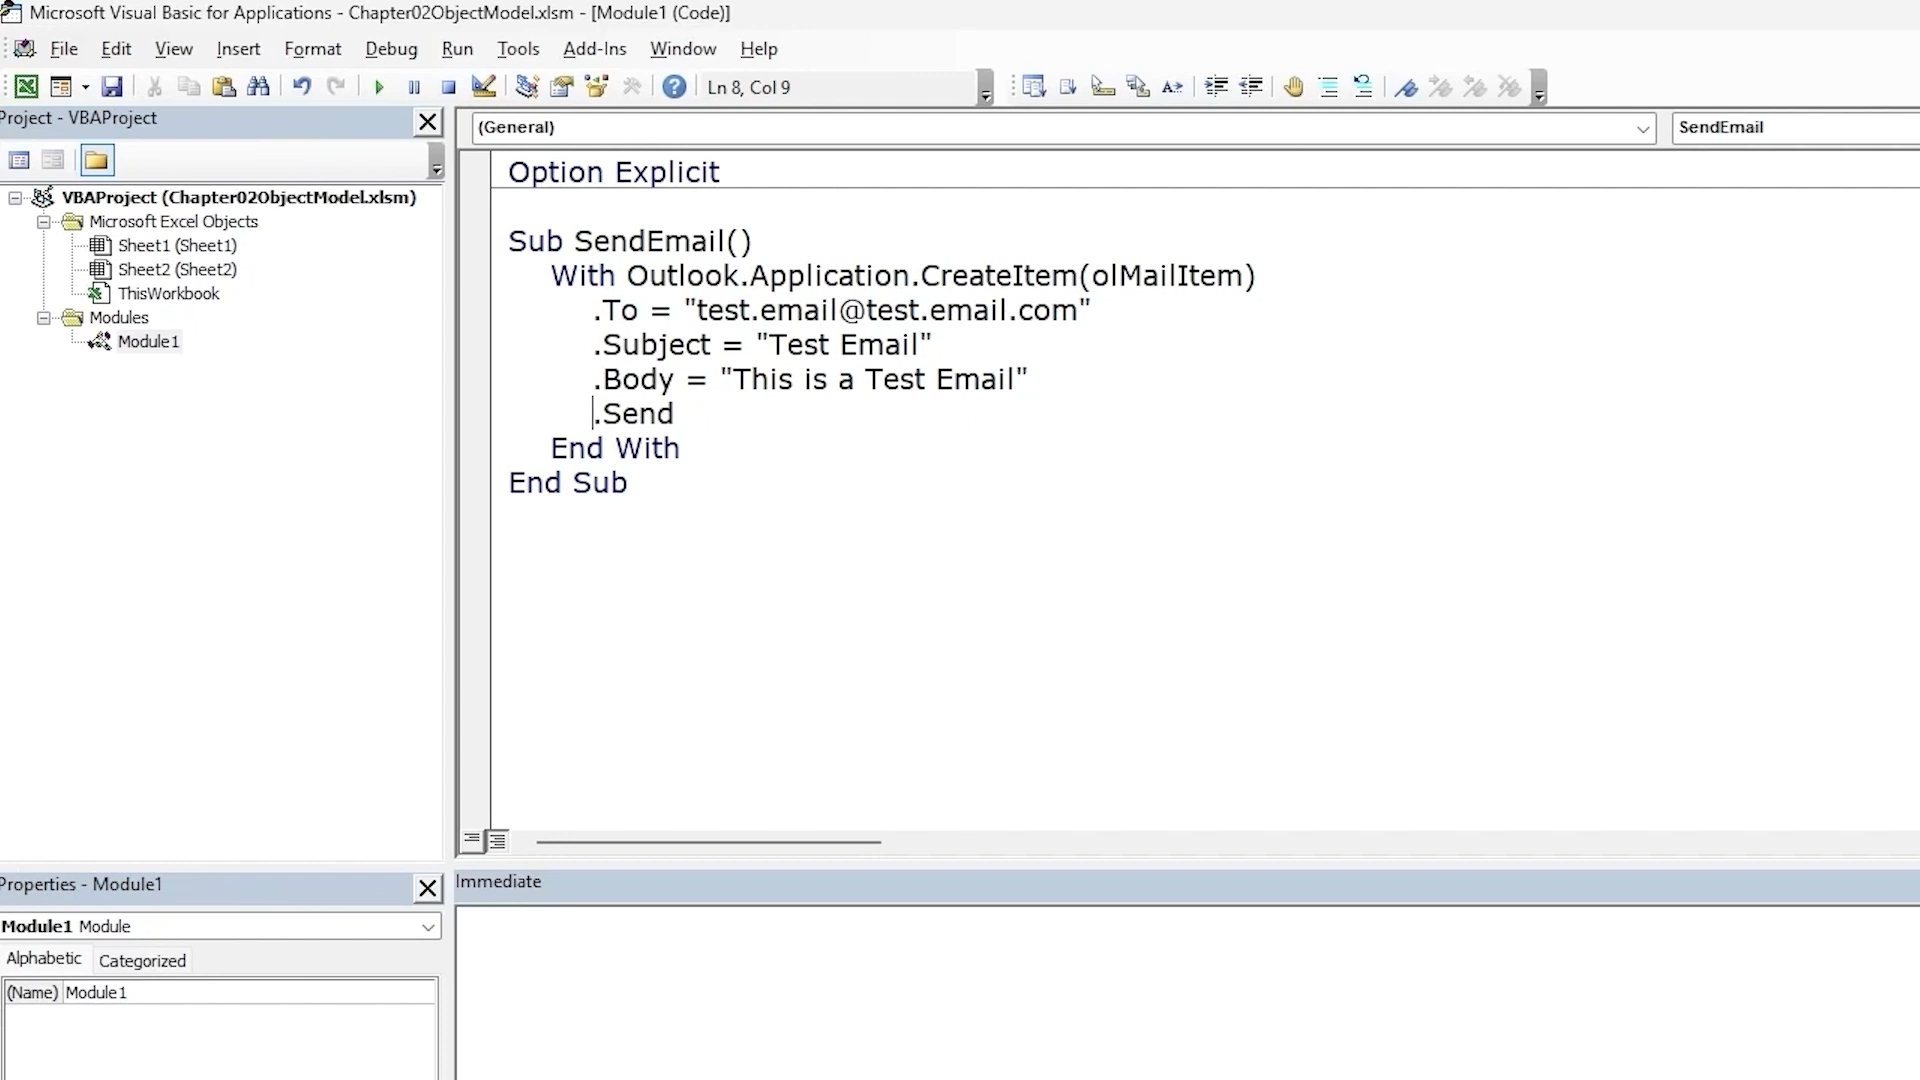 Microsoft Visual Basic for Applications - Chapter02ObjectModel.xlsm - [Module1 (Code)]
File Edit View Insert Format Debug Run Tools Add-Ins Window Help
Ln 8, Col 9
Project - VBAProject
VBAProject (Chapter02ObjectModel.xlsm)
Microsoft Excel Objects
Sheet1 (Sheet1)
Sheet2 (Sheet2)
ThisWorkbook
Modules
Module1
(General)
SendEmail
Option Explicit
Sub SendEmail()
With Outlook.Application.CreateItem(olMailItem)
.To = "test.email@test.email.com"
.Subject = "Test Email"
.Body = "This is a Test Email"
.Send
End With
End Sub
Properties - Module1
Module1 Module
Alphabetic Categorized
(Name) Module1
Immediate